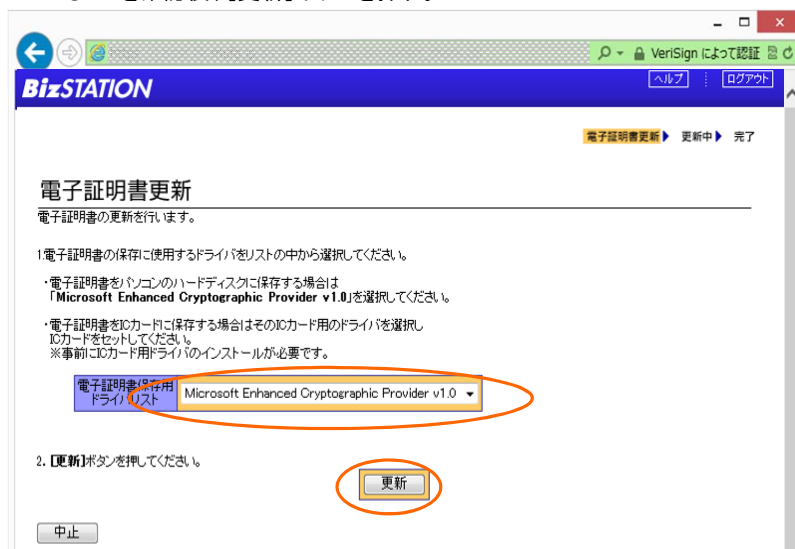 VeriSign によって認証
BizSTATION
ヘルプ
ログアウト
電子証明書更新 更新中 完了
電子証明書更新
電子証明書の更新を行います。
1.電子証明書の保存に使用するドライバをリストの中から選択してください。
・電子証明書をパソコンのハードディスクに保存する場合は
「Microsoft Enhanced Cryptographic Provider v1.0」を選択してください。
・電子証明書をICカードに保存する場合はそのICカード用のドライバを選択し
ICカードをセットしてください。
※事前にICカード用ドライバのインストールが必要です。
電子証明書保存用
ドライバリスト
Microsoft Enhanced Cryptographic Provider v1.0
2. [更新]ボタンを押してください。
更新
中止